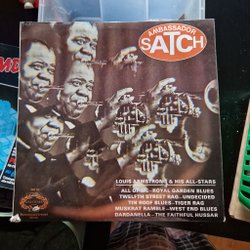 AMBASSADOR
SATCH
LOUIS ARMSTRONG & HIS ALL-STARS
ALL OF ME-ROYAL GARDEN BLUES
TWELFTH STREET RAG-UNDECIDED
TIN ROOF BLUES-TIGER RAG
MUSKRAT RAMBLE-WEST END BLUES
DARDANELLA-THE FAITHFUL HUSSAR